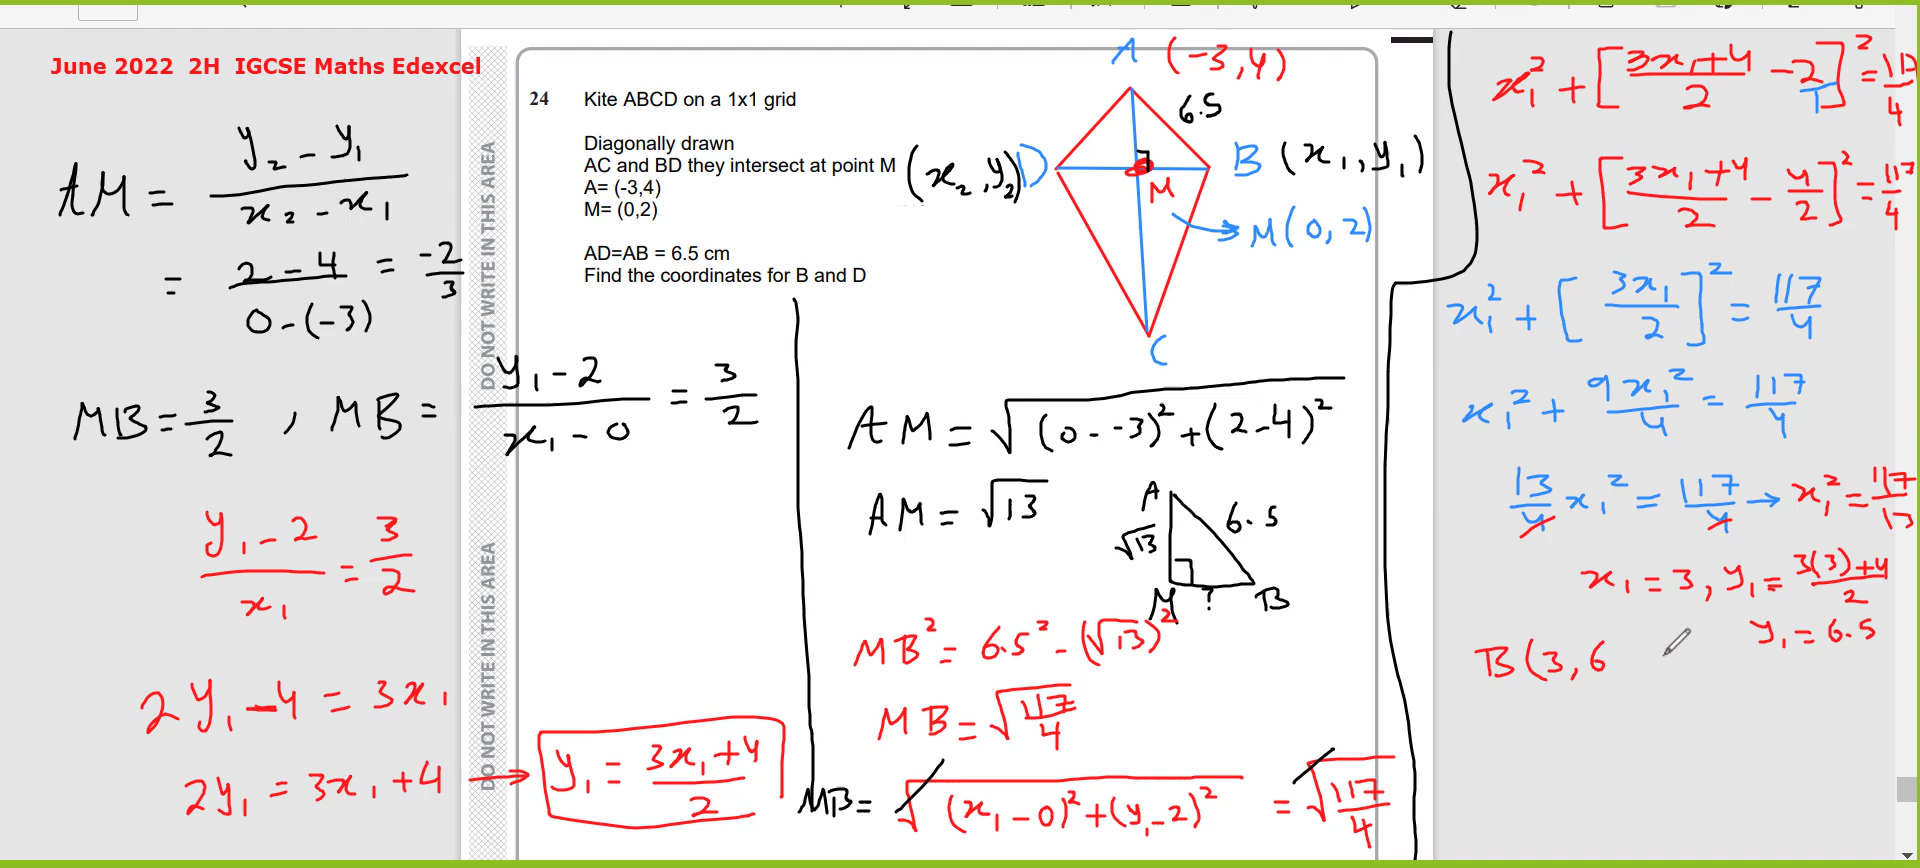 June 2022 2H IGCSE Maths Edexcel
AM = (y₂ - y₁)/(x₂ - x₁)
= (2 - 4)/(0 - (-3)) = -2/3
MB = 3/2 , MB = (y₁ - 2)/(x₁ - 0) = 3/2
(y₁ - 2)/x₁ = 3/2
2y₁ - 4 = 3x₁
2y₁ = 3x₁ + 4 → y₁ = (3x₁ + 4)/2
DO NOT WRITE IN THIS AREA
DO NOT WRITE IN THIS AREA
24 Kite ABCD on a 1x1 grid
Diagonally drawn
AC and BD they intersect at point M
A= (-3,4)
M= (0,2)
AD=AB = 6.5 cm
Find the coordinates for B and D
A (-3,4)
6.5
(x₂,y₂) D
B (x₁,y₁)
M
→ M(0,2)
C
AM = √((0 - -3)² + (2-4)²)
AM = √13
A
√13
6.5
M ? B
MB² = 6.5² - (√13)²
MB = √(117/4)
MB = √((x₁ - 0)² + (y₁ - 2)²) = √(117/4)
x₁² + [(3x₁+4)/2 - 2/1]² = 117/4
x₁² + [(3x₁+4)/2 - 4/2]² = 117/4
x₁² + [3x₁/2]² = 117/4
x₁² + 9x₁²/4 = 117/4
13/4 x₁² = 117/4 → x₁² = 117/13
x₁ = 3, y₁ = (3(3)+4)/2
y₁ = 6.5
B(3,6